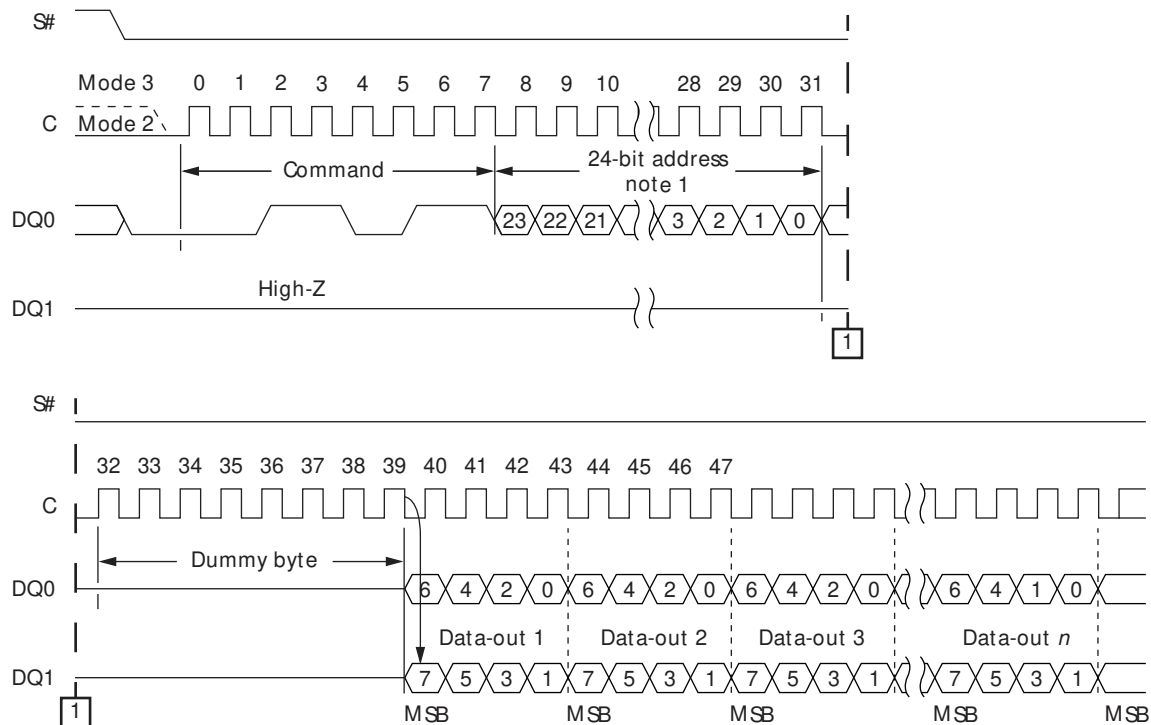 S#
Mode 3 0 1 2 3 4 5 6 7 8 9 10 28 29 30 31
C Mode 2
Command 24-bit address
note 1
DQ0 23 22 21 3 2 1 0
High-Z
DQ1
1
S#
32 33 34 35 36 37 38 39 40 41 42 43 44 45 46 47
C
Dummy byte
DQ0 6 4 2 0 6 4 2 0 6 4 2 0 6 4 1 0
Data-out 1 Data-out 2 Data-out 3 Data-out n
DQ1 7 5 3 1 7 5 3 1 7 5 3 1 7 5 3 1
1 MSB MSB MSB MSB MSB